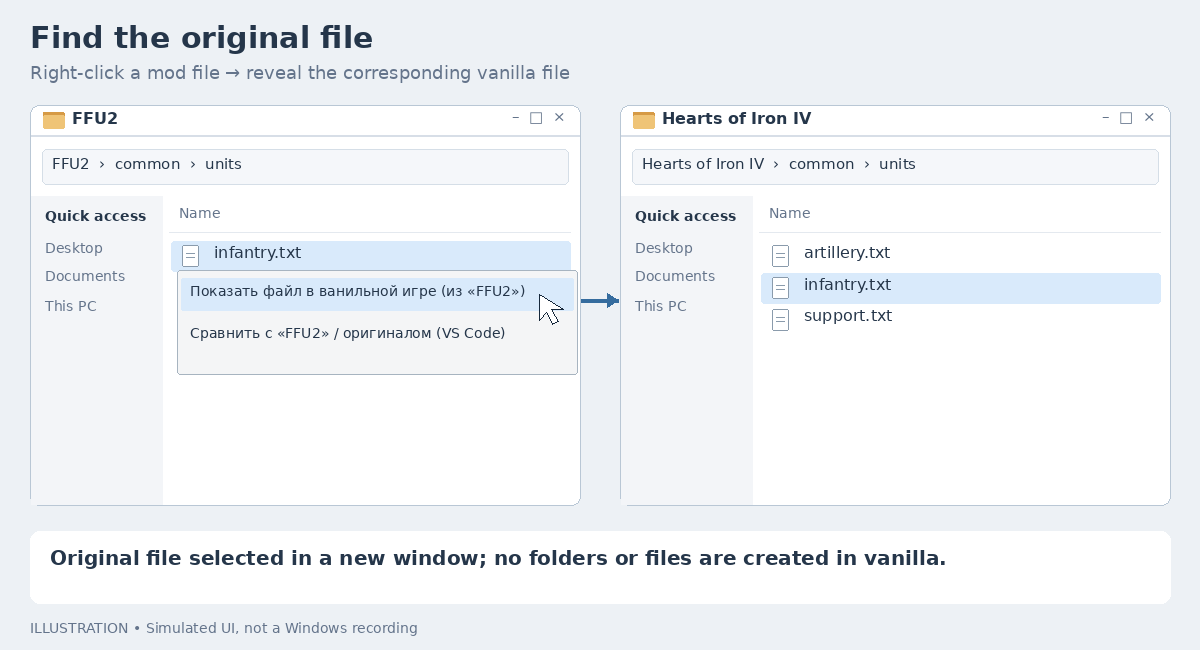 Find the original file
Right-click a mod file → reveal the corresponding vanilla file
FFU2
FFU2 › common › units
Quick access
Desktop
Documents
This PC
Name
infantry.txt
Показать файл в ванильной игре (из «FFU2»)
Сравнить с «FFU2» / оригиналом (VS Code)
Hearts of Iron IV
Hearts of Iron IV › common › units
Quick access
Desktop
Documents
This PC
Name
artillery.txt
infantry.txt
support.txt
Original file selected in a new window; no folders or files are created in vanilla.
ILLUSTRATION • Simulated UI, not a Windows recording